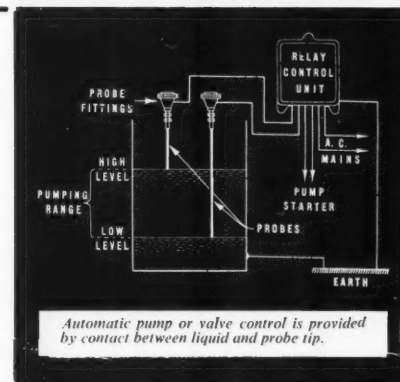 RELAY
CONTROL
UNIT
PROBE
FITTINGS
A.C.
MAINS
HIGH
LEVEL
PUMP
STARTER
PUMPING
RANGE
PROBES
LOW
LEVEL
EARTH
Automatic pump or valve control is provided
by contact between liquid and probe tip.